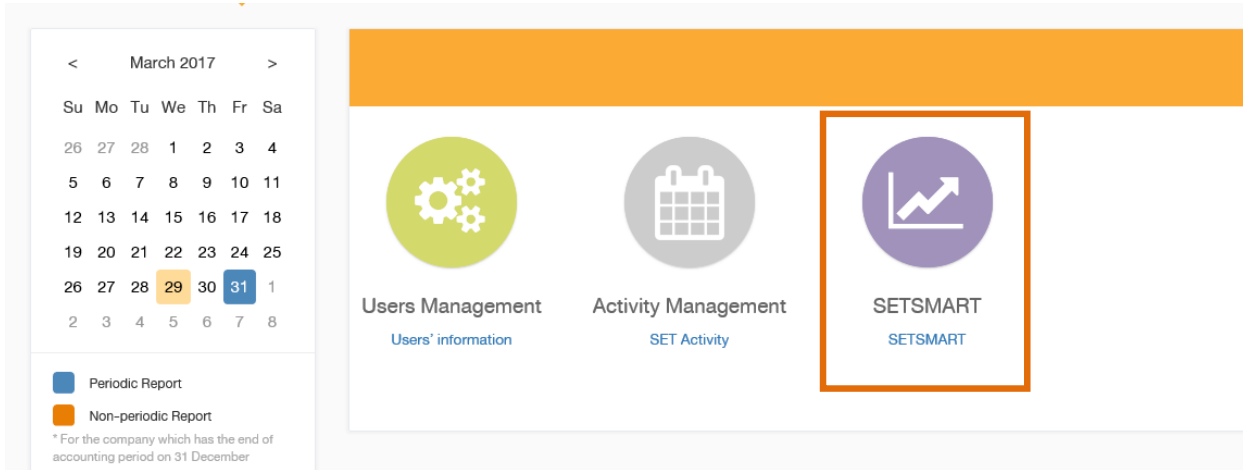 < March 2017 >
Su Mo Tu We Th Fr Sa
26 27 28 1 2 3 4
5 6 7 8 9 10 11
12 13 14 15 16 17 18
19 20 21 22 23 24 25
26 27 28 29 30 31 1
2 3 4 5 6 7 8
Periodic Report
Non-periodic Report
* For the company which has the end of
accounting period on 31 December
Users Management
Users' information
Activity Management
SET Activity
SETSMART
SETSMART